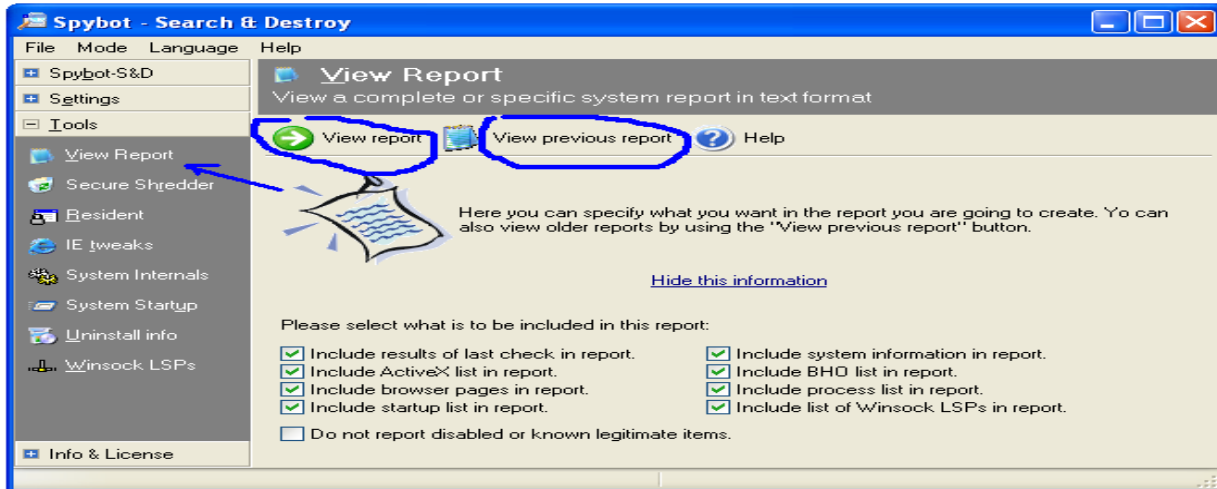 Spybot - Search & Destroy
File Mode Language Help
Spybot-S&D
Settings
Tools
View Report
Secure Shredder
Resident
IE tweaks
System Internals
System Startup
Uninstall info
Winsock LSPs
Info & License
View Report
View a complete or specific system report in text format
View report View previous report Help
Here you can specify what you want in the report you are going to create. Yo can
also view older reports by using the "View previous report" button.
Hide this information
Please select what is to be included in this report:
Include results of last check in report.
Include ActiveX list in report.
Include browser pages in report.
Include startup list in report.
Include system information in report.
Include BHO list in report.
Include process list in report.
Include list of Winsock LSPs in report.
Do not report disabled or known legitimate items.